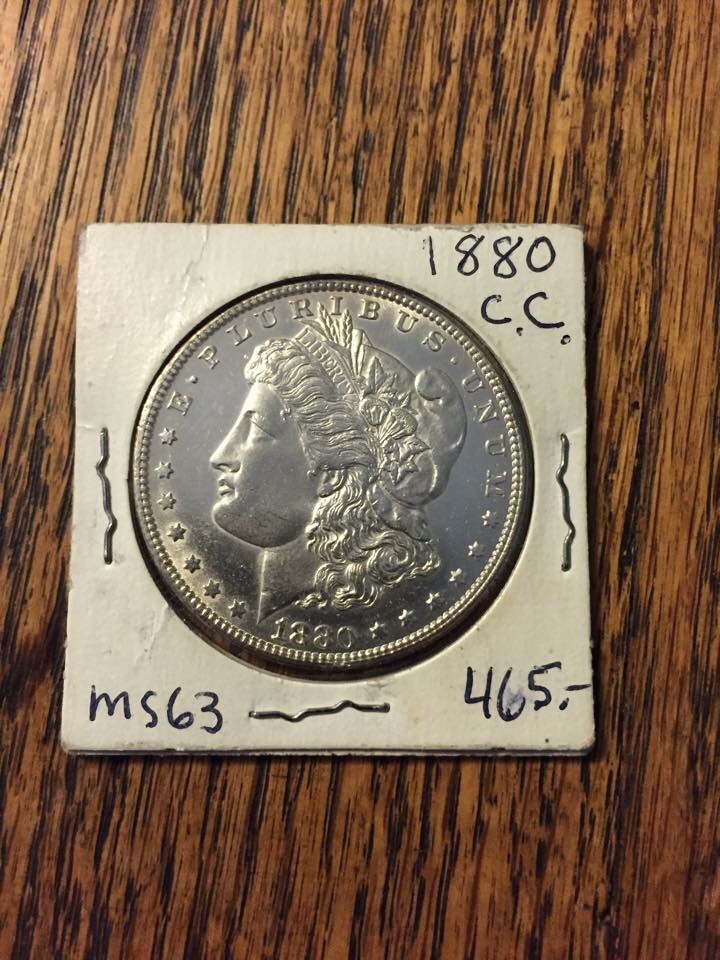 1880
C.C.
E · PLURIBUS · UNUM
LIBERTY
1880
MS63
465.-